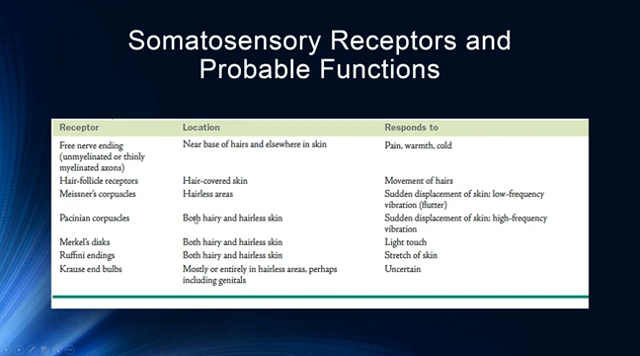 Somatosensory Receptors and
Probable Functions
Receptor Location Responds to
Free nerve ending Near base of hairs and elsewhere in skin Pain, warmth, cold
(unmyelinated or thinly
myelinated axons)
Hair-follicle receptors Hair-covered skin Movement of hairs
Meissner's corpuscles Hairless areas Sudden displacement of skin; low-frequency
vibration (flutter)
Pacinian corpuscles Both hairy and hairless skin Sudden displacement of skin; high-frequency
vibration
Merkel's disks Both hairy and hairless skin Light touch
Ruffini endings Both hairy and hairless skin Stretch of skin
Krause end bulbs Mostly or entirely in hairless areas, perhaps Uncertain
including genitals